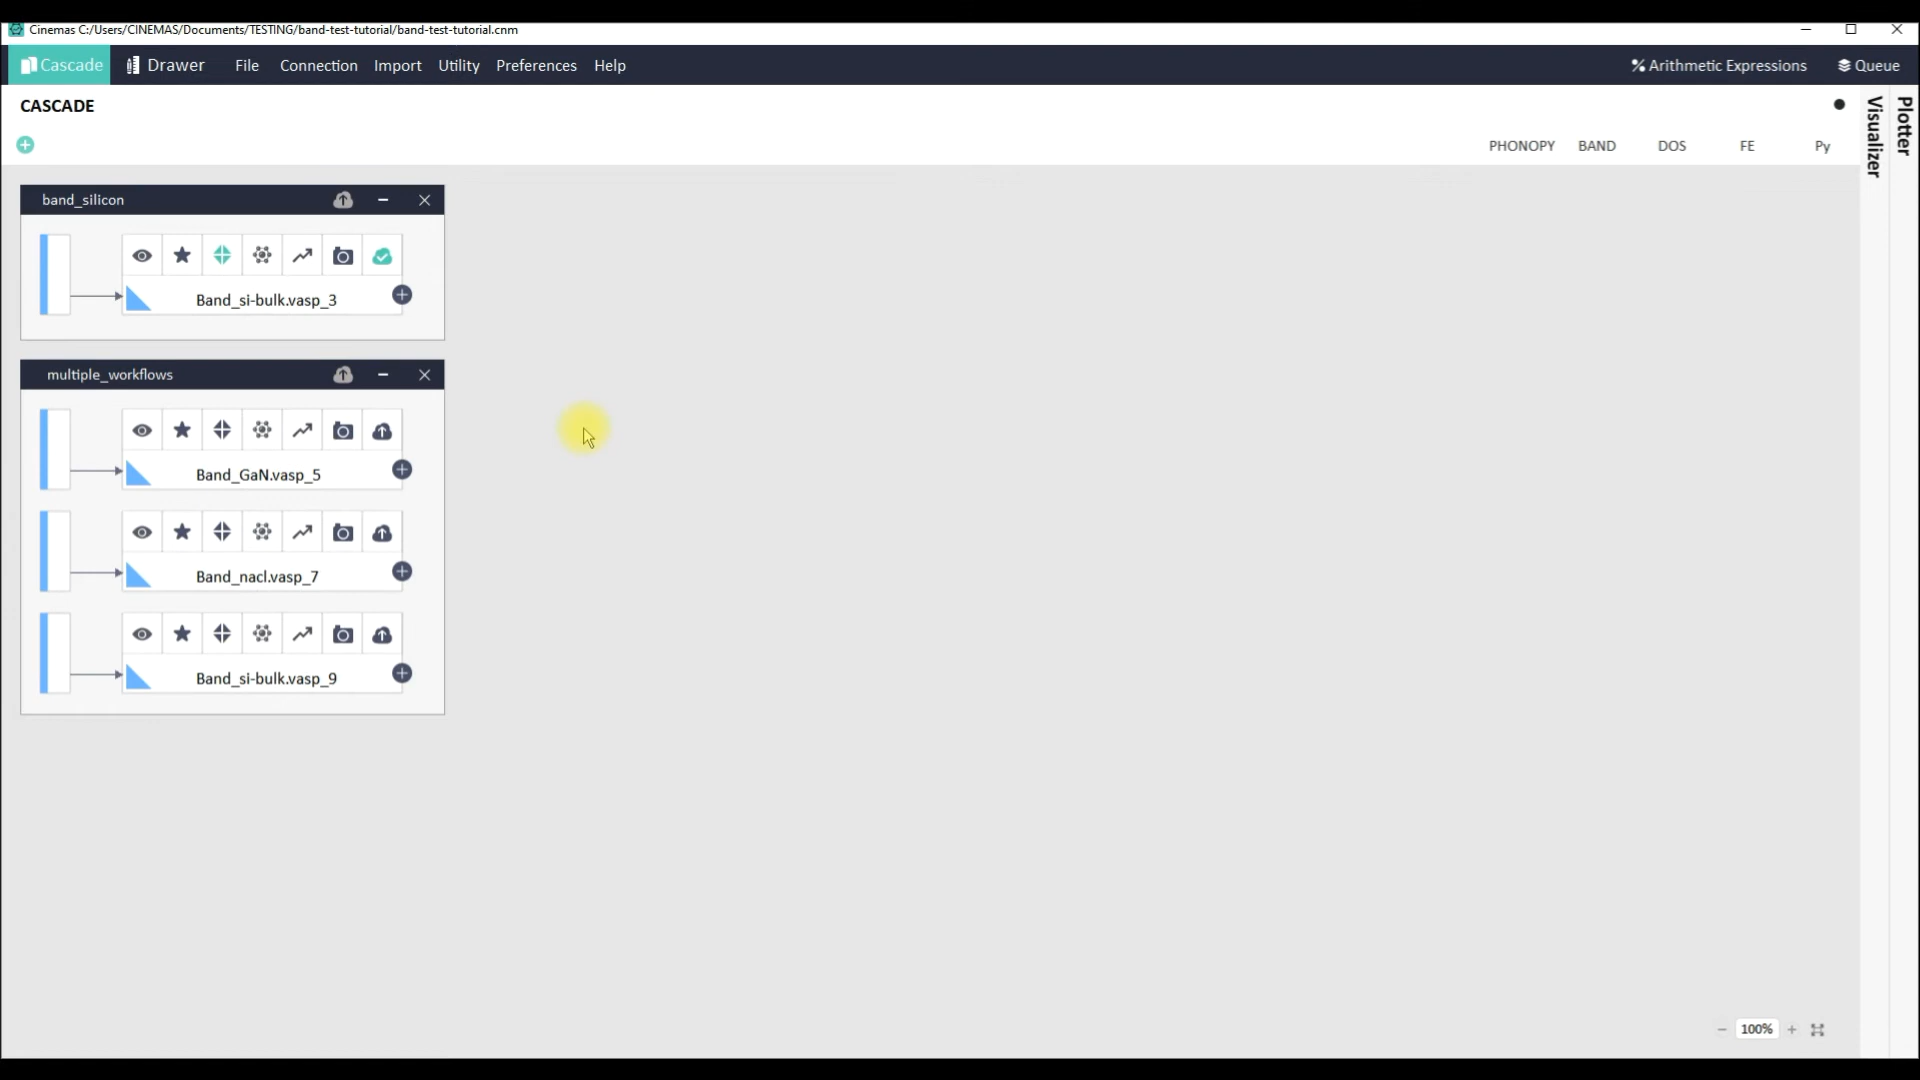 Cinemas C:/Users/CINEMAS/Documents/TESTING/band-test-tutorial/band-test-tutorial.cnm
Cascade Drawer File Connection Import Utility Preferences Help Arithmetic Expressions Queue
CASCADE
PHONOPY BAND DOS FE Py
Visualizer
Plotter
band_silicon
Band_si-bulk.vasp_3
multiple_workflows
Band_GaN.vasp_5
Band_nacl.vasp_7
Band_si-bulk.vasp_9
100%